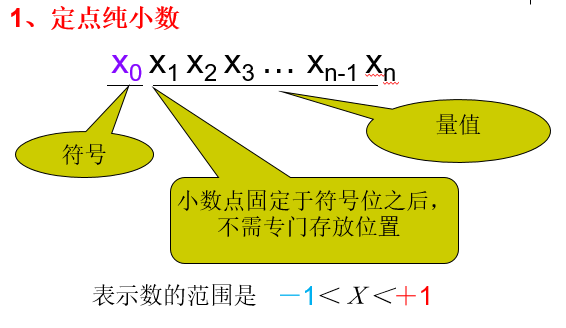 1、定点纯小数
x0 x1 x2 x3 … xn-1 xn
符号
量值
小数点固定于符号位之后，
不需专门存放位置
表示数的范围是 －1＜X＜＋1